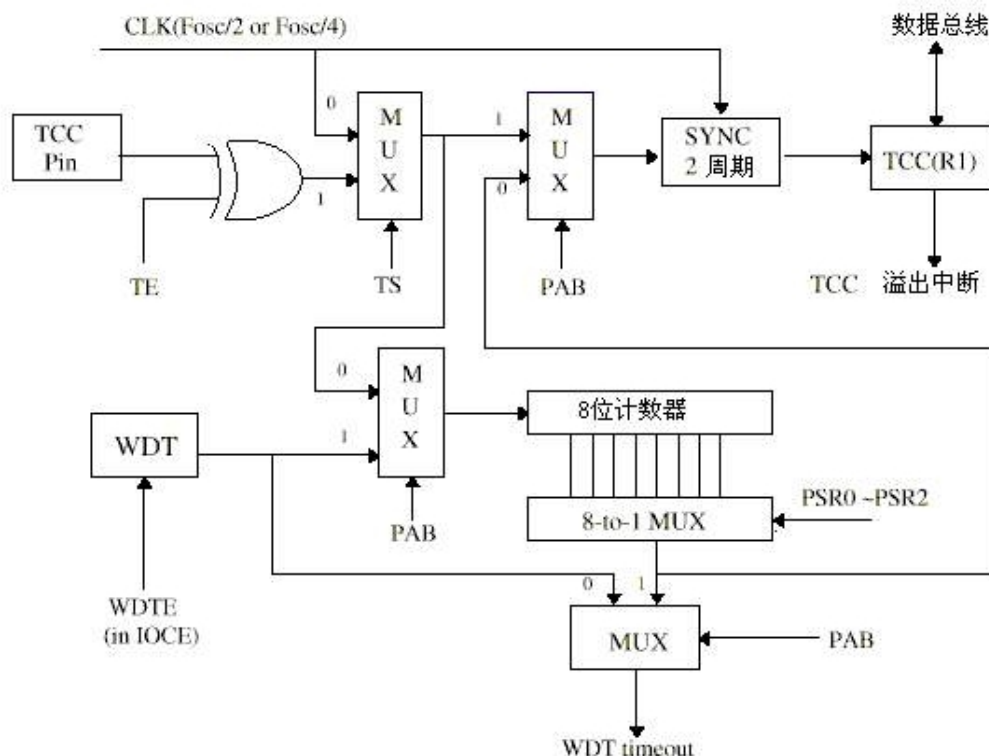 CLK(Fosc/2 or Fosc/4)
数据总线
TCC
Pin
0
1
M
U
X
1
0
M
U
X
SYNC
2 周期
TCC(R1)
TE
TS
PAB
TCC 溢出中断
0
1
M
U
X
8位计数器
WDT
PAB
8-to-1 MUX
PSR0 ~PSR2
WDTE
(in IOCE)
0
1
MUX
PAB
WDT timeout